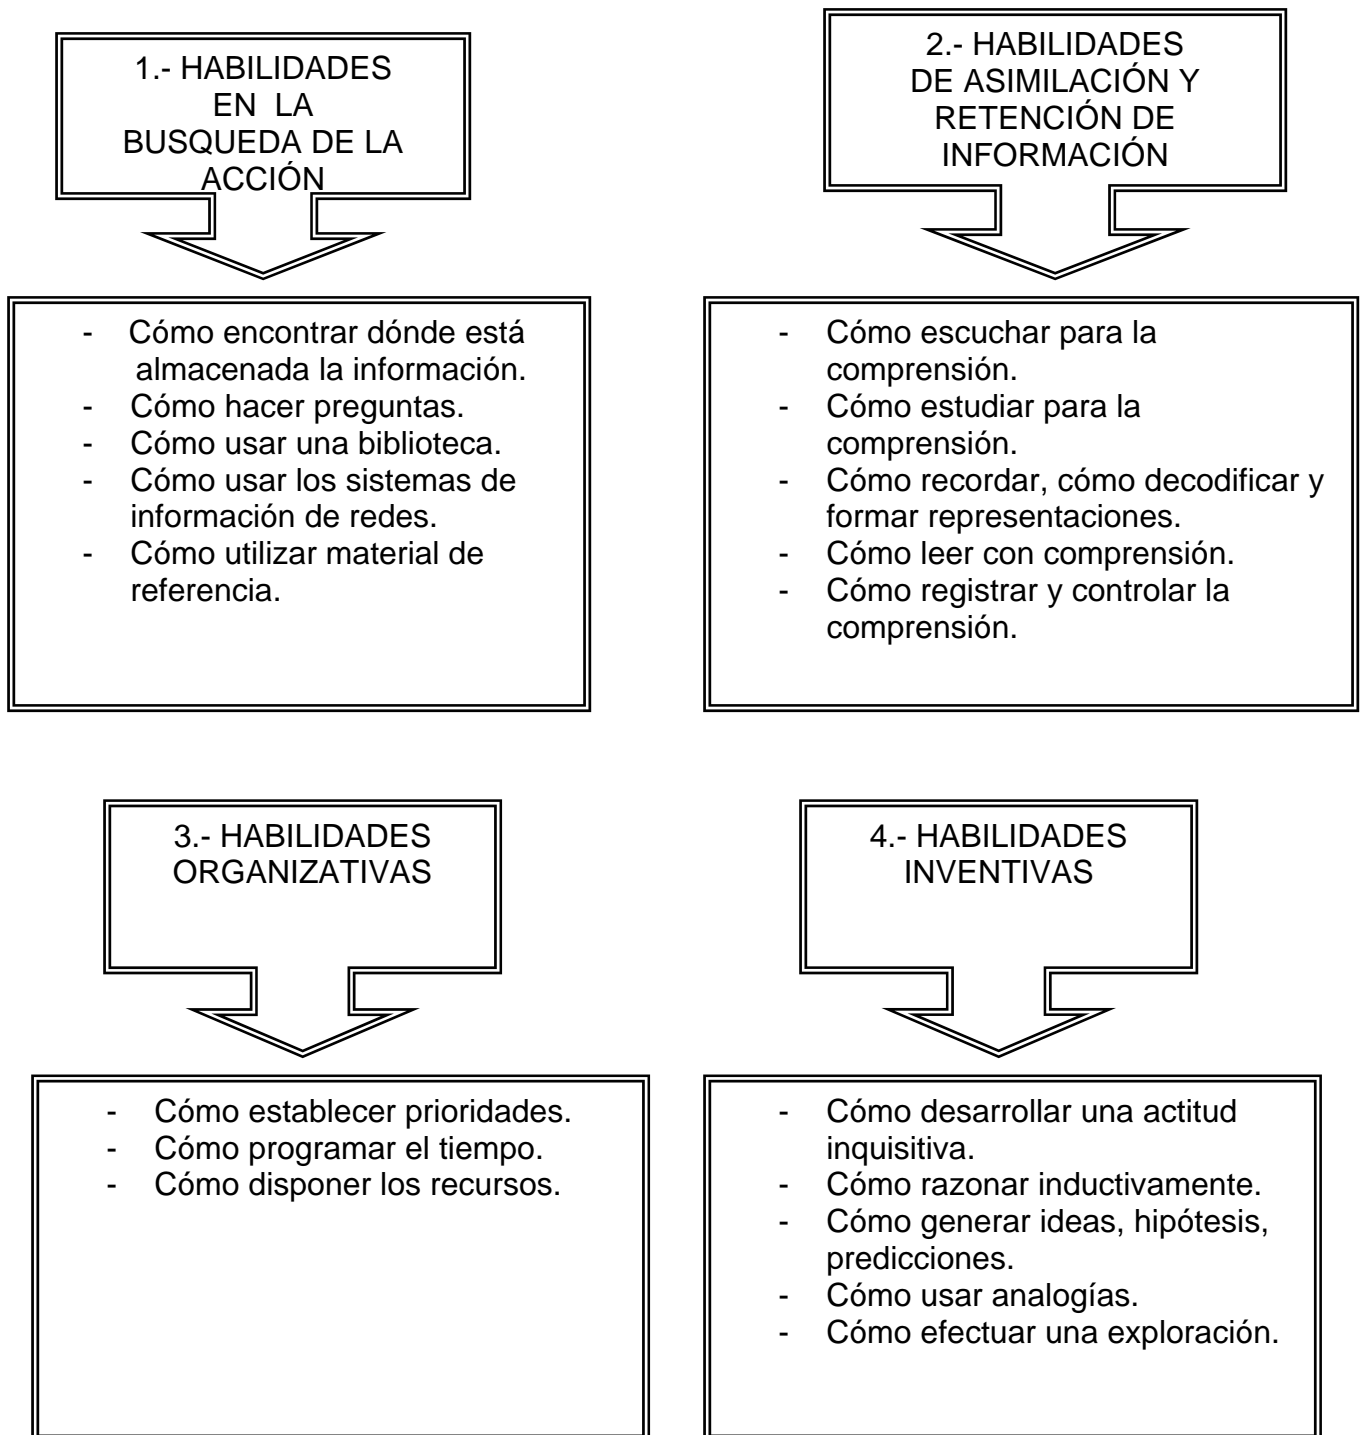 1.- HABILIDADES
EN LA
BUSQUEDA DE LA
ACCIÓN
- Cómo encontrar dónde está
almacenada la información.
- Cómo hacer preguntas.
- Cómo usar una biblioteca.
- Cómo usar los sistemas de
información de redes.
- Cómo utilizar material de
referencia.
2.- HABILIDADES
DE ASIMILACIÓN Y
RETENCIÓN DE
INFORMACIÓN
- Cómo escuchar para la
comprensión.
- Cómo estudiar para la
comprensión.
- Cómo recordar, cómo decodificar y
formar representaciones.
- Cómo leer con comprensión.
- Cómo registrar y controlar la
comprensión.
3.- HABILIDADES
ORGANIZATIVAS
- Cómo establecer prioridades.
- Cómo programar el tiempo.
- Cómo disponer los recursos.
4.- HABILIDADES
INVENTIVAS
- Cómo desarrollar una actitud
inquisitiva.
- Cómo razonar inductivamente.
- Cómo generar ideas, hipótesis,
predicciones.
- Cómo usar analogías.
- Cómo efectuar una exploración.